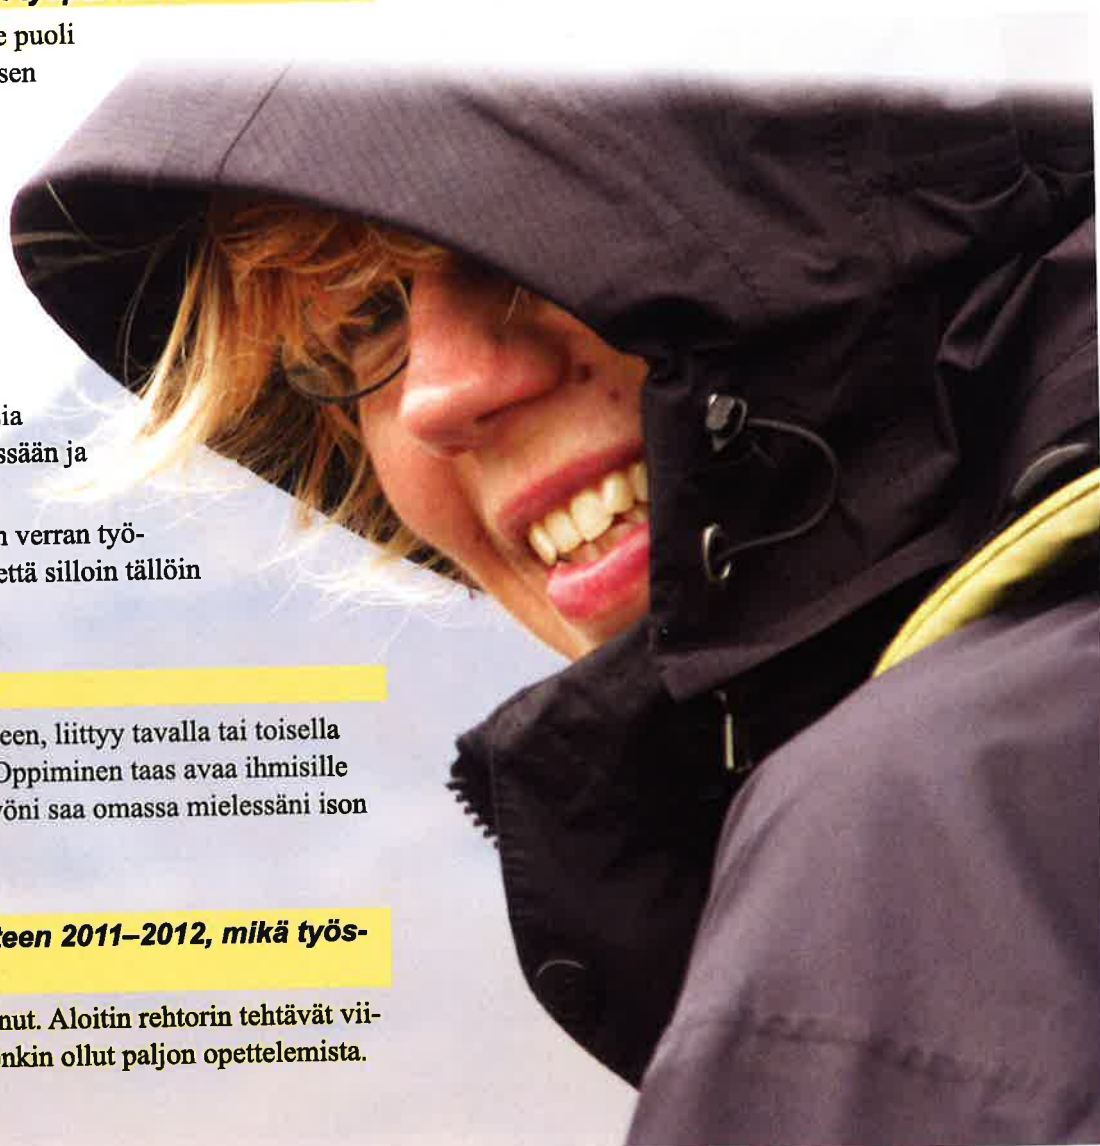 e puoli
sen
ia
ssään ja
n verran työ-
että silloin tällöin
een, liittyy tavalla tai toisella
Oppiminen taas avaa ihmisille
yöni saa omassa mielessäni ison
teen 2011–2012, mikä työs-
nut. Aloitin rehtorin tehtävät vii-
nkin ollut paljon opettelemista.